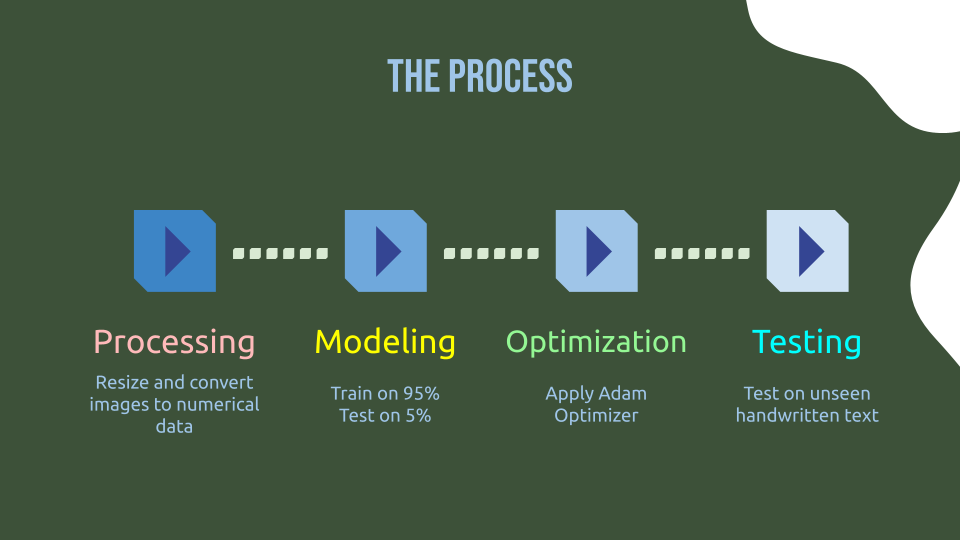 THE PROCESS
Processing
Resize and convert
images to numerical
data
Modeling
Train on 95%
Test on 5%
Optimization
Apply Adam
Optimizer
Testing
Test on unseen
handwritten text